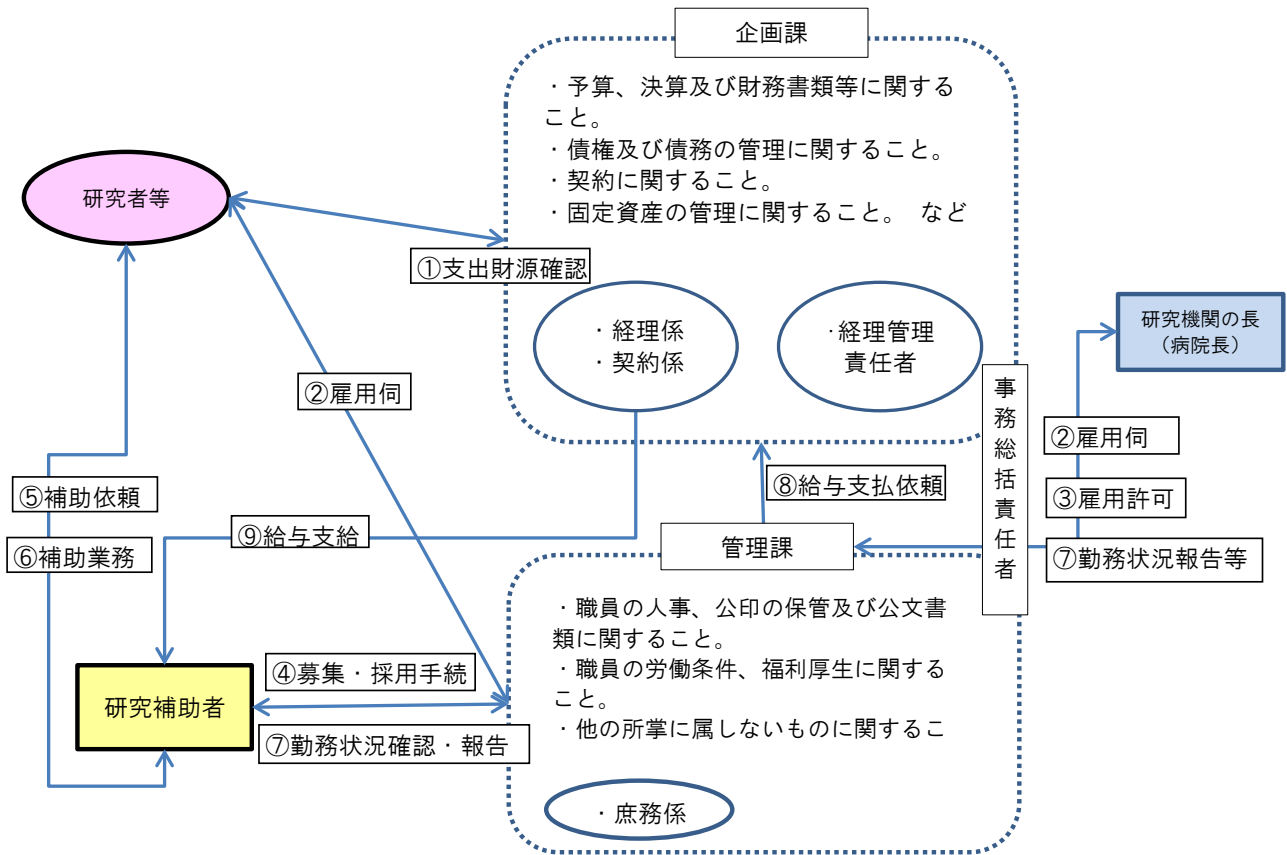 企画課
・予算、決算及び財務書類等に関する
こと。
・債権及び債務の管理に関すること。
・契約に関すること。
・固定資産の管理に関すること。 など
研究者等
①支出財源確認
・経理係
・契約係
・経理管理
責任者
研究機関の長
(病院長)
②雇用伺
事務総括責任者
②雇用伺
⑤補助依頼
⑧給与支払依頼
③雇用許可
⑨給与支給
⑥補助業務
管理課
⑦勤務状況報告等
・職員の人事、公印の保管及び公文書
類に関すること。
・職員の労働条件、福利厚生に関する
こと。
・他の所掌に属しないものに関するこ
④募集・採用手続
研究補助者
⑦勤務状況確認・報告
・庶務係